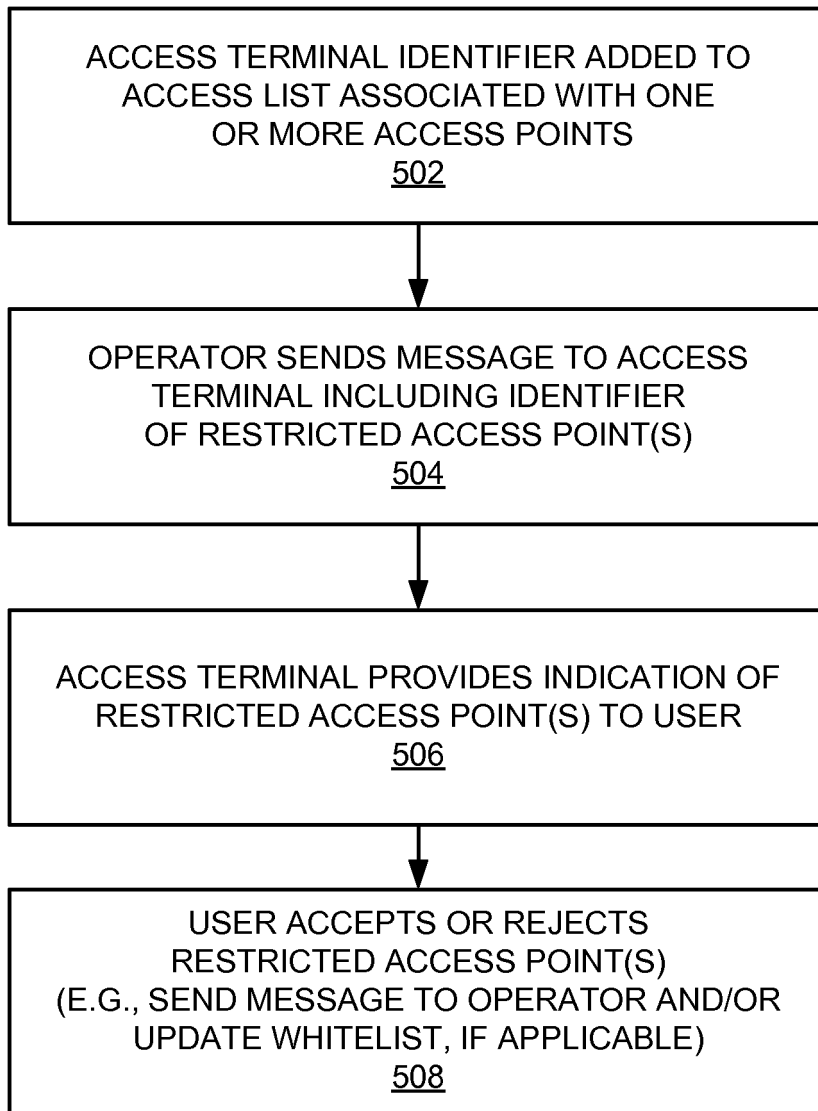 ACCESS TERMINAL IDENTIFIER ADDED TO
ACCESS LIST ASSOCIATED WITH ONE
OR MORE ACCESS POINTS
502
OPERATOR SENDS MESSAGE TO ACCESS
TERMINAL INCLUDING IDENTIFIER
OF RESTRICTED ACCESS POINT(S)
504
ACCESS TERMINAL PROVIDES INDICATION OF
RESTRICTED ACCESS POINT(S) TO USER
506
USER ACCEPTS OR REJECTS
RESTRICTED ACCESS POINT(S)
(E.G., SEND MESSAGE TO OPERATOR AND/OR
UPDATE WHITELIST, IF APPLICABLE)
508